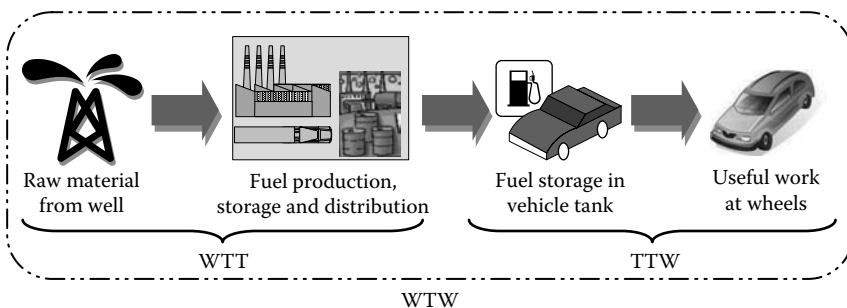 Raw material
from well
Fuel production,
storage and distribution
Fuel storage in
vehicle tank
Useful work
at wheels
WTT
TTW
WTW